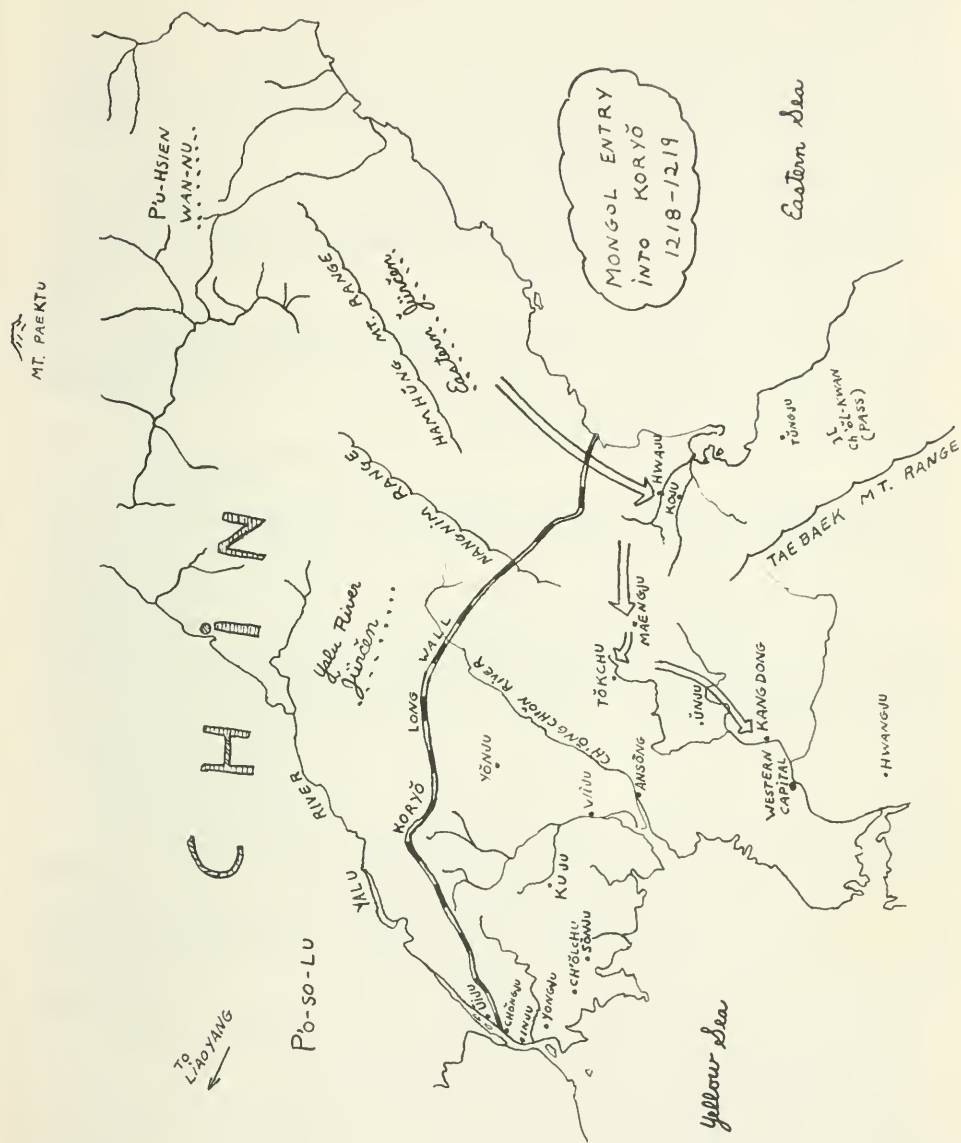 MT. PAEKTU
P'U-HSIEN
WAN-NU
MONGOL ENTRY
INTO KORYŎ
1218-1219
Eastern Sea
HAMHŬNG MT. RANGE
Eastern Jürčen
NANGNIM RANGE
CHIN
Yalu River
Jürčen
YALU RIVER
KORYŎ LONG WALL
CH'ŎNGCH'ŎN RIVER
HWAJU
KOJU
TŬNGJU
CH'ŎL-KWAN
(PASS)
TAEBAEK MT. RANGE
MAENGJU
TŎKCHU
ŬNJU
KANGDONG
WESTERN
CAPITAL
HWANGJU
YŎNJU
ANSŎNG
WIJU
KUJU
P'O-SO-LU
TO
LIAOYANG
ŬIJU
CHŎNGJU
INJU
YONGJU
CH'ŎLCHU
SŎNJU
Yellow Sea